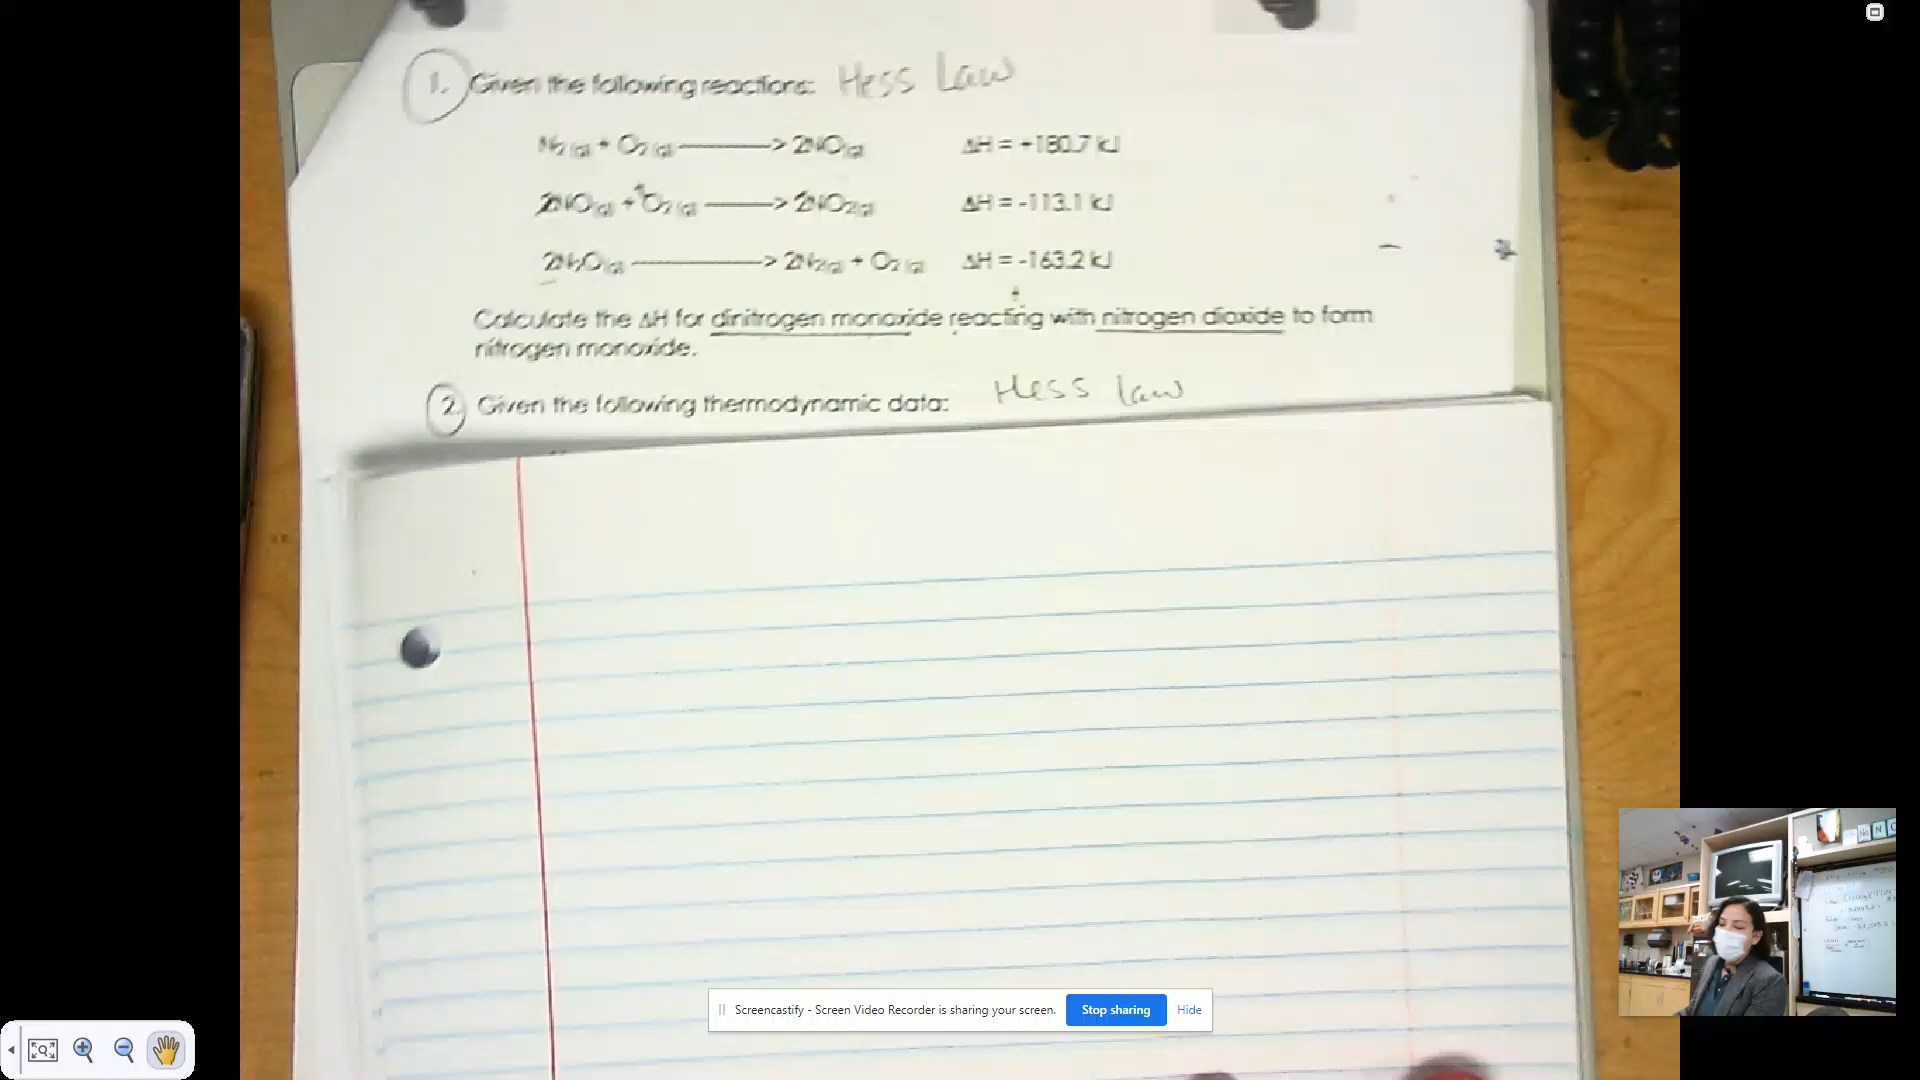 1. Given the following reactions: Hess Law
N2(g) + O2(g) ———> 2NO(g) ΔH = +180.7 kJ
2NO(g) + O2(g) ———> 2NO2(g) ΔH = -113.1 kJ
2N2O(g) ————> 2N2(g) + O2(g) ΔH = -163.2 kJ
Calculate the ΔH for dinitrogen monoxide reacting with nitrogen dioxide to form
nitrogen monoxide.
2. Given the following thermodynamic data: Hess law
Screencastify - Screen Video Recorder is sharing your screen. Stop sharing Hide